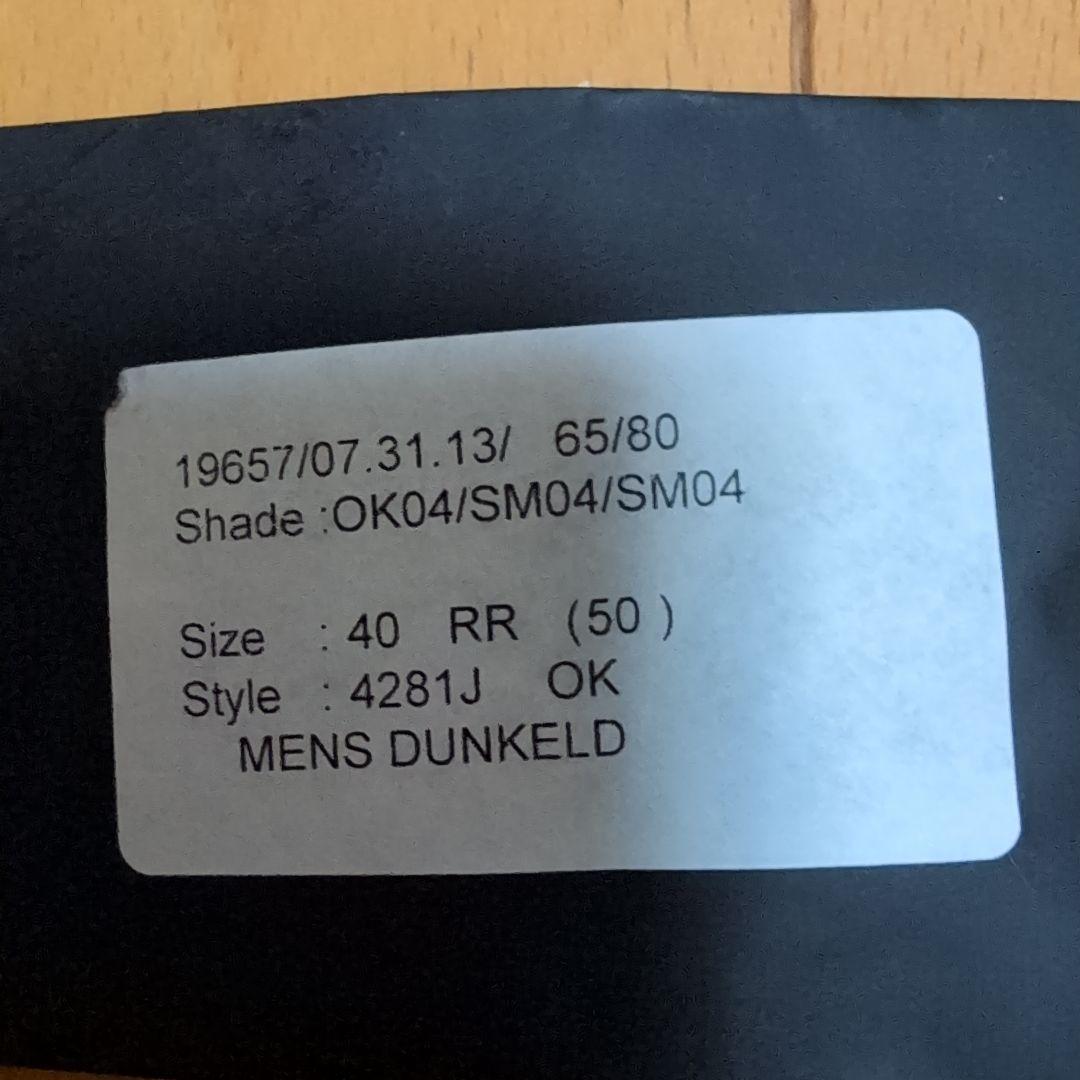 19657/07.31.13/ 65/80
Shade :OK04/SM04/SM04
Size : 40 RR (50 )
Style : 4281J OK
MENS DUNKELD